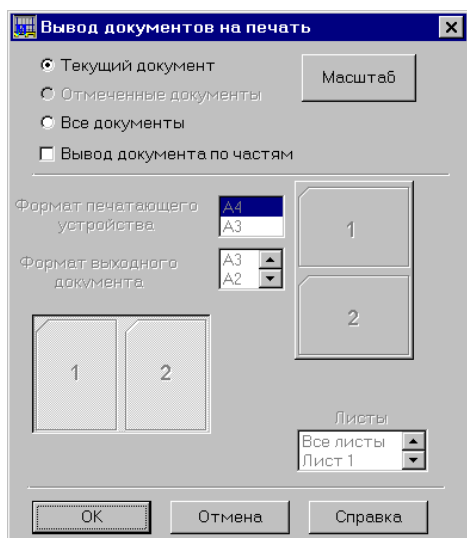 Вывод документов на печать
Текущий документ
Масштаб
Отмеченные документы
Все документы
Вывод документа по частям
Формат печатающего
устройства
A4
A3
Формат выходного
документа
A3
A2
1
2
1
2
Листы
Все листы
Лист 1
OK
Отмена
Справка